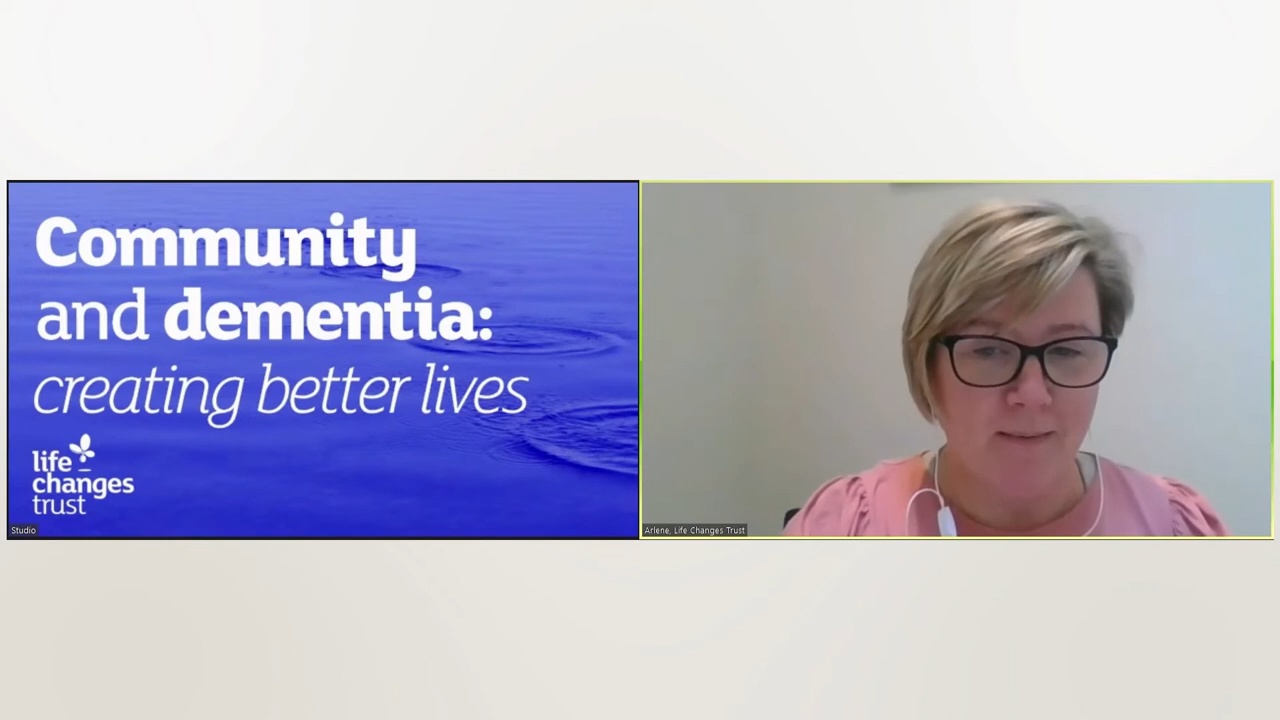 Community
and dementia:
creating better lives
life
changes
trust
Studio
Arlene, Life Changes Trust